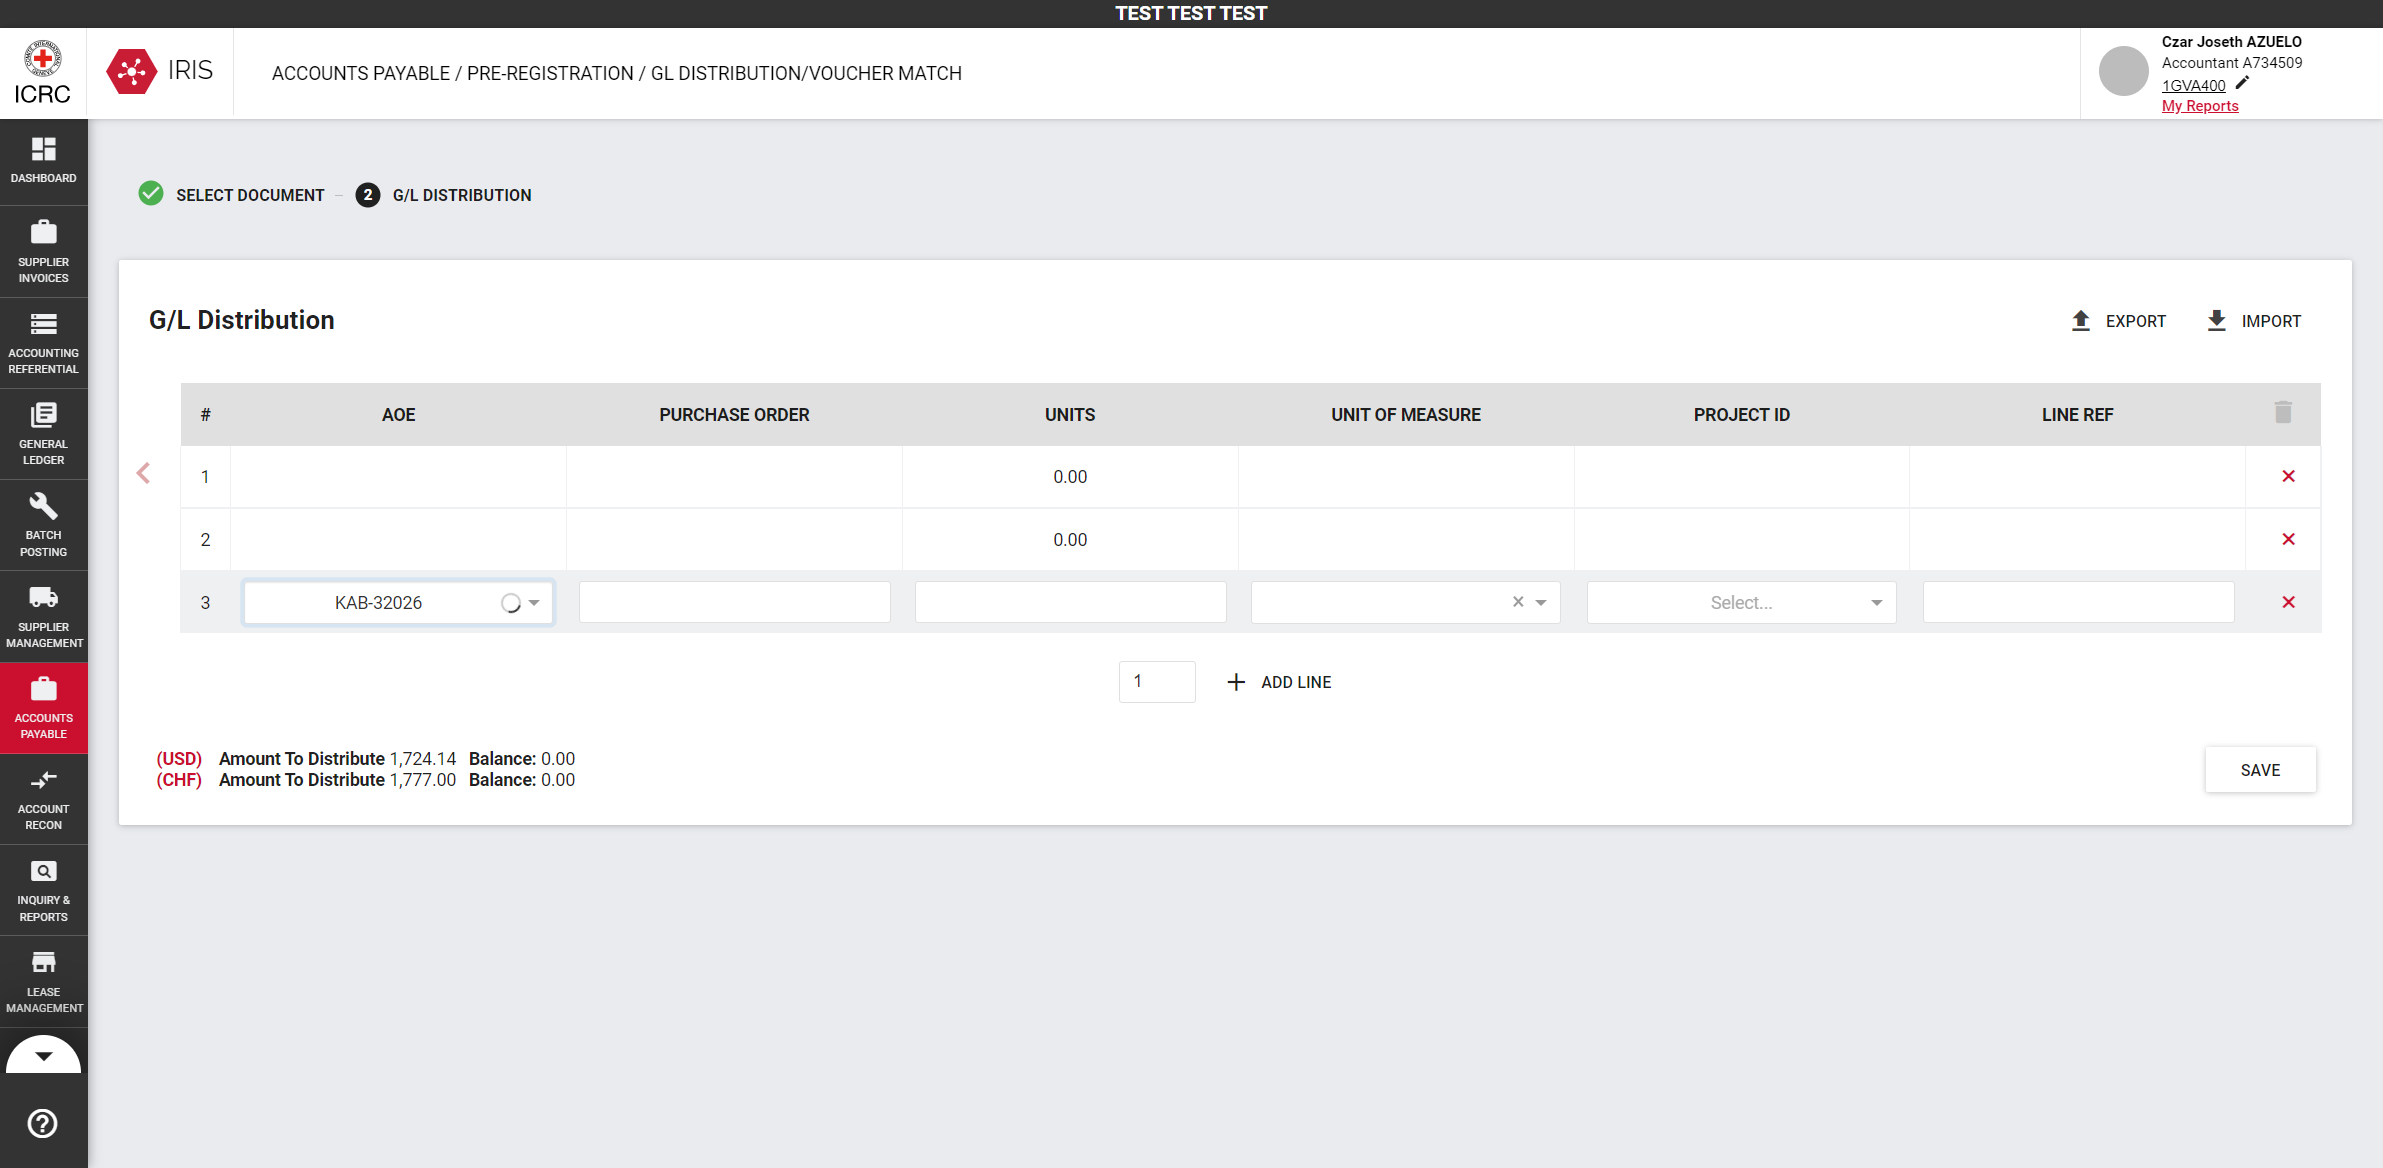 TEST TEST TEST
ICRC
IRIS
ACCOUNTS PAYABLE / PRE-REGISTRATION / GL DISTRIBUTION/VOUCHER MATCH
Czar Joseth AZUELO
Accountant A734509
1GVA400
My Reports
DASHBOARD
SUPPLIER
INVOICES
ACCOUNTING
REFERENTIAL
GENERAL
LEDGER
BATCH
POSTING
SUPPLIER
MANAGEMENT
ACCOUNTS
PAYABLE
ACCOUNT
RECON
INQUIRY &
REPORTS
LEASE
MANAGEMENT
SELECT DOCUMENT – 2 G/L DISTRIBUTION
G/L Distribution
EXPORT IMPORT
# AOE PURCHASE ORDER UNITS UNIT OF MEASURE PROJECT ID LINE REF
1 0.00
2 0.00
3 KAB-32026 Select...
1 + ADD LINE
(USD) Amount To Distribute 1,724.14 Balance: 0.00
(CHF) Amount To Distribute 1,777.00 Balance: 0.00
SAVE